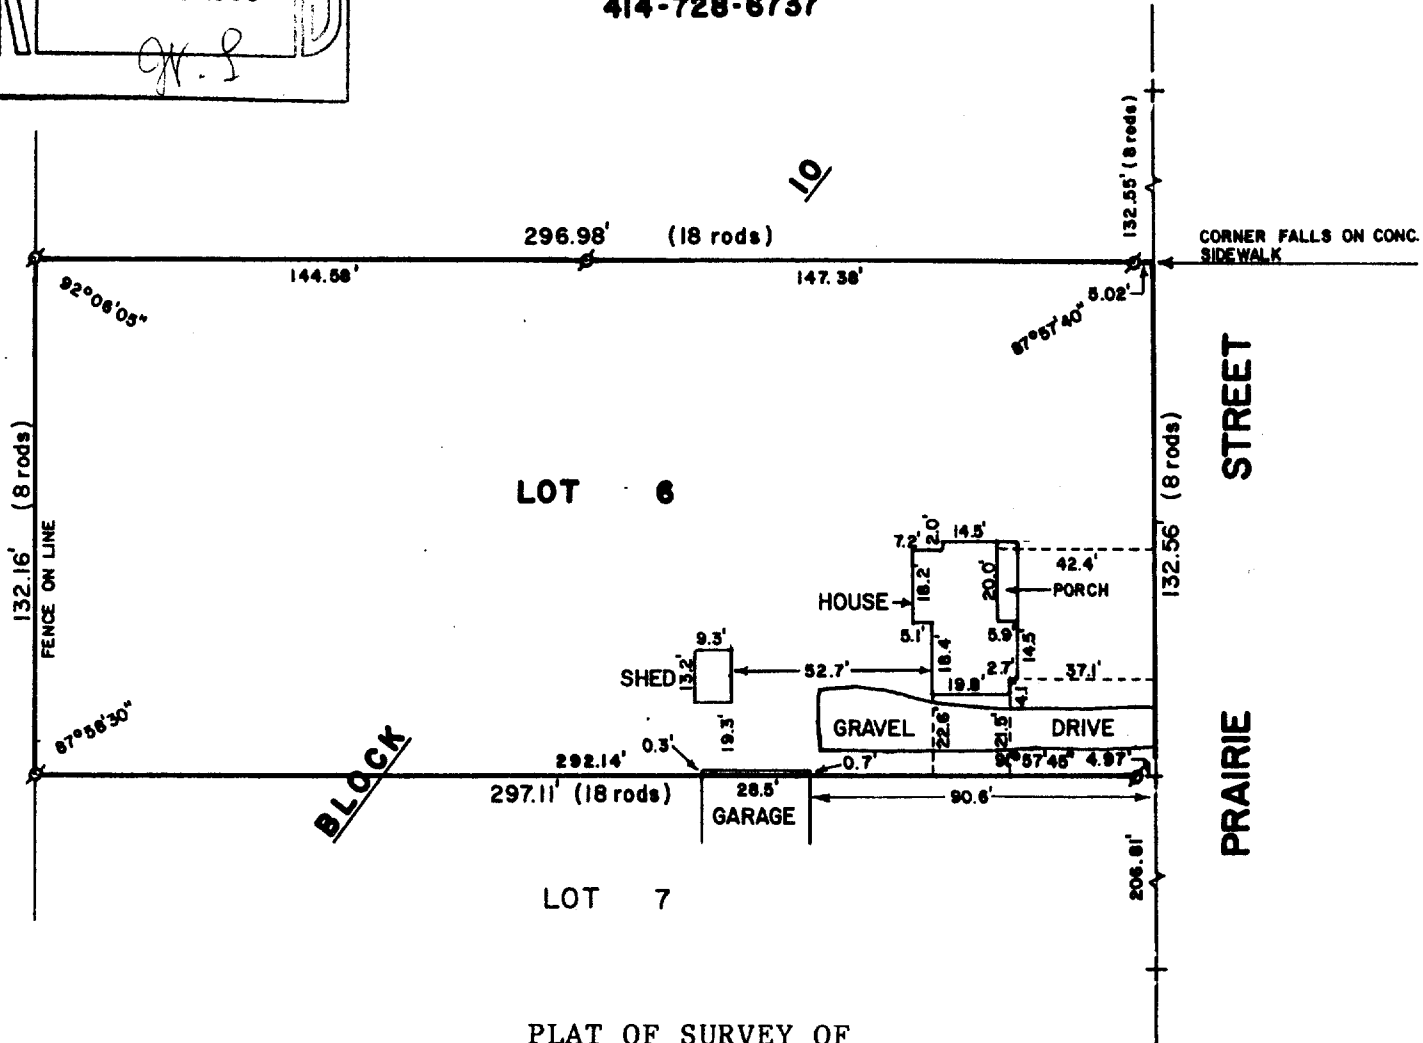 414-728-6737
132.55' (8 rods)
10
296.98' (18 rods)
CORNER FALLS ON CONC.
SIDEWALK
144.58'
147.38'
5.02'
92°06'05"
87°57'40"
STREET
132.16' (8 rods)
FENCE ON LINE
LOT 6
132.56' (8 rods)
7.2'
2.0'
14.5'
42.4'
18.2'
20.0'
PORCH
HOUSE
5.1'
5.9'
14.5'
18.4'
9.3'
SHED
13.2'
52.7'
2.7'
37.1'
19.8'
4.1'
GRAVEL DRIVE
22.6'
21.5'
19.3'
87°58'30"
BLOCK
0.3'
0.7'
4.97'
292.14'
297.11' (18 rods)
28.5'
GARAGE
90.6'
PRAIRIE
206.81'
LOT 7
PLAT OF SURVEY OF